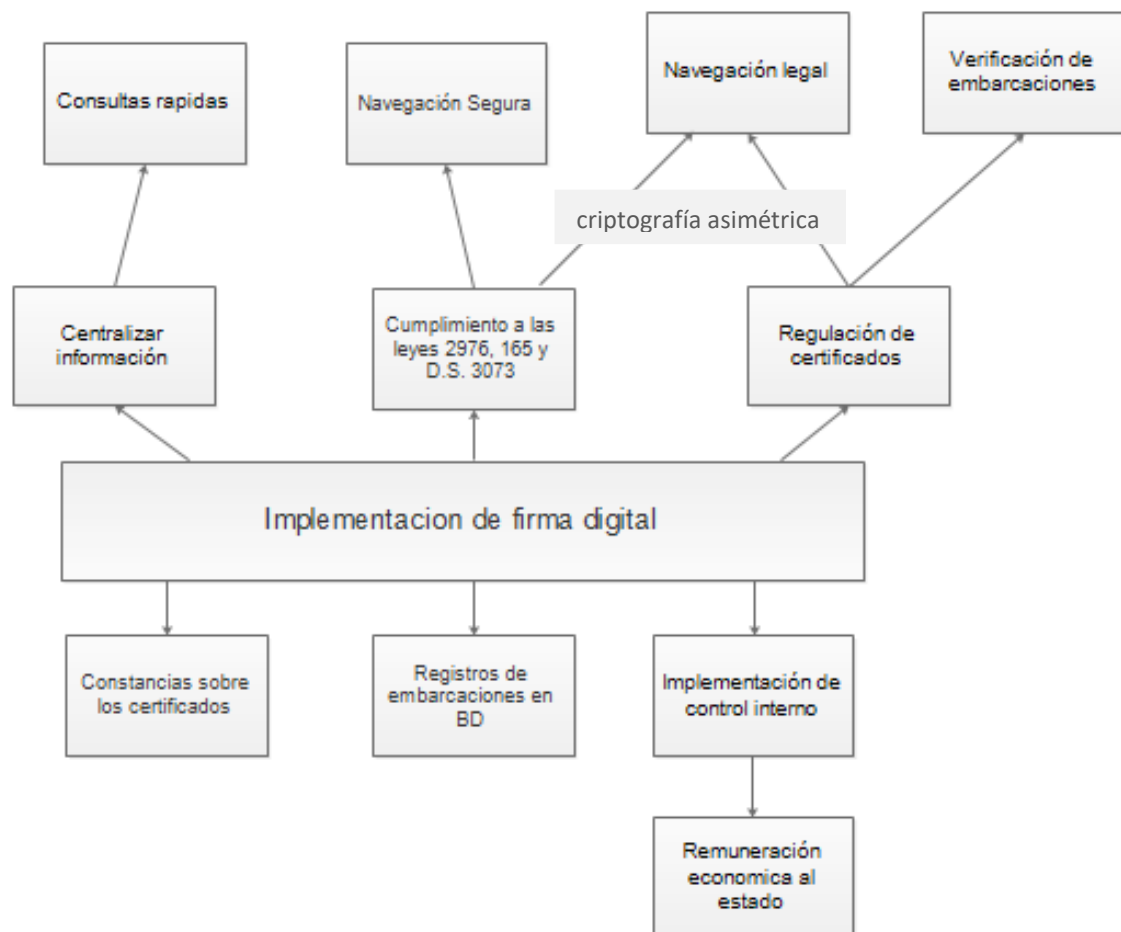 Consultas rapidas
Navegación Segura
Navegación legal
Verificación de
embarcaciones
criptografía asimétrica
Centralizar
información
Cumplimiento a las
leyes 2976, 165 y
D.S. 3073
Regulación de
certificados
Implementacion de firma digital
Constancias sobre
los certificados
Registros de
embarcaciones en
BD
Implementación de
control interno
Remuneración
economica al
estado